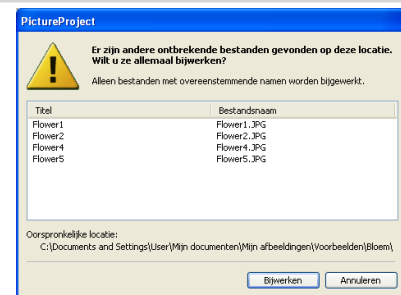 PictureProject
Er zijn andere ontbrekende bestanden gevonden op deze locatie.
Wilt u ze allemaal bijwerken?
Alleen bestanden met overeenstemmende namen worden bijgewerkt.
Titel Bestandsnaam
Flower1 Flower1.JPG
Flower2 Flower2.JPG
Flower4 Flower4.JPG
Flower5 Flower5.JPG
Oorspronkelijke locatie:
C:\Documents and Settings\User\Mijn documenten\Mijn afbeeldingen\Voorbeelden\Bloem\
Bijwerken Annuleren